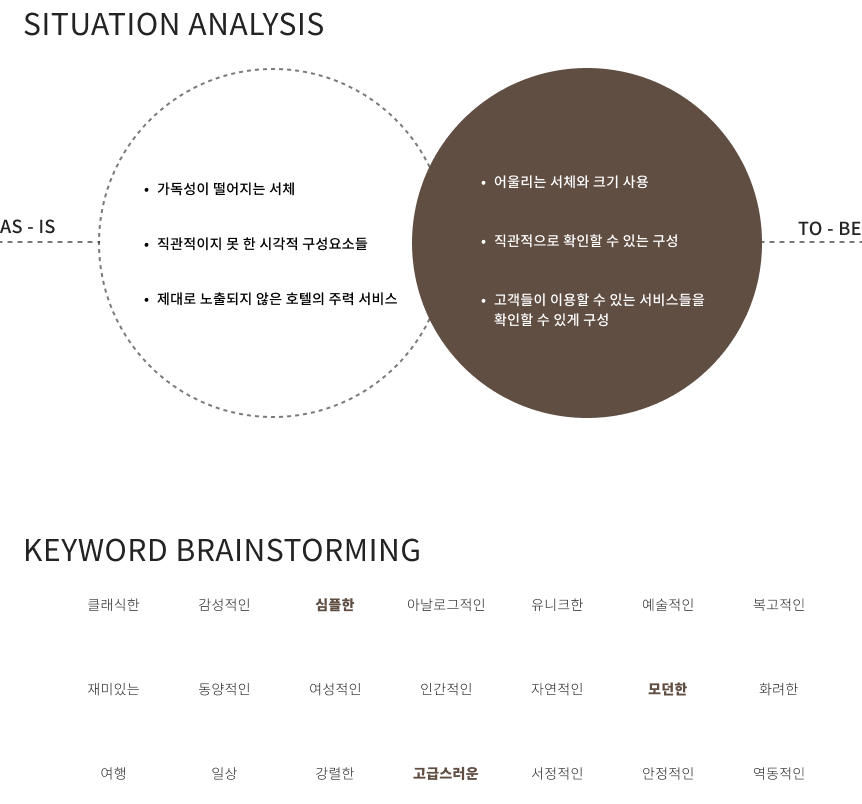 SITUATION ANALYSIS
AS - IS
• 가독성이 떨어지는 서체
• 직관적이지 못 한 시각적 구성요소들
• 제대로 노출되지 않은 호텔의 주력 서비스
• 어울리는 서체와 크기 사용
• 직관적으로 확인할 수 있는 구성
• 고객들이 이용할 수 있는 서비스들을
확인할 수 있게 구성
TO - BE
KEYWORD BRAINSTORMING
클래식한 감성적인 심플한 아날로그적인 유니크한 예술적인 복고적인
재미있는 동양적인 여성적인 인간적인 자연적인 모던한 화려한
여행 일상 강렬한 고급스러운 서정적인 안정적인 역동적인